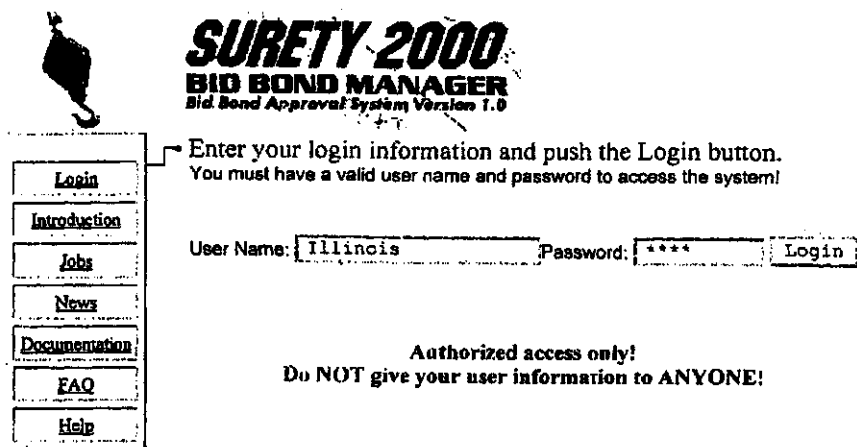 SURETY 2000
BID BOND MANAGER
Bid Bond Approval System Version 1.0
Enter your login information and push the Login button.
You must have a valid user name and password to access the system!
Login
Introduction
Jobs
News
Documentation
FAQ
Help
User Name: Illinois Password: **** Login
Authorized access only!
Do NOT give your user information to ANYONE!